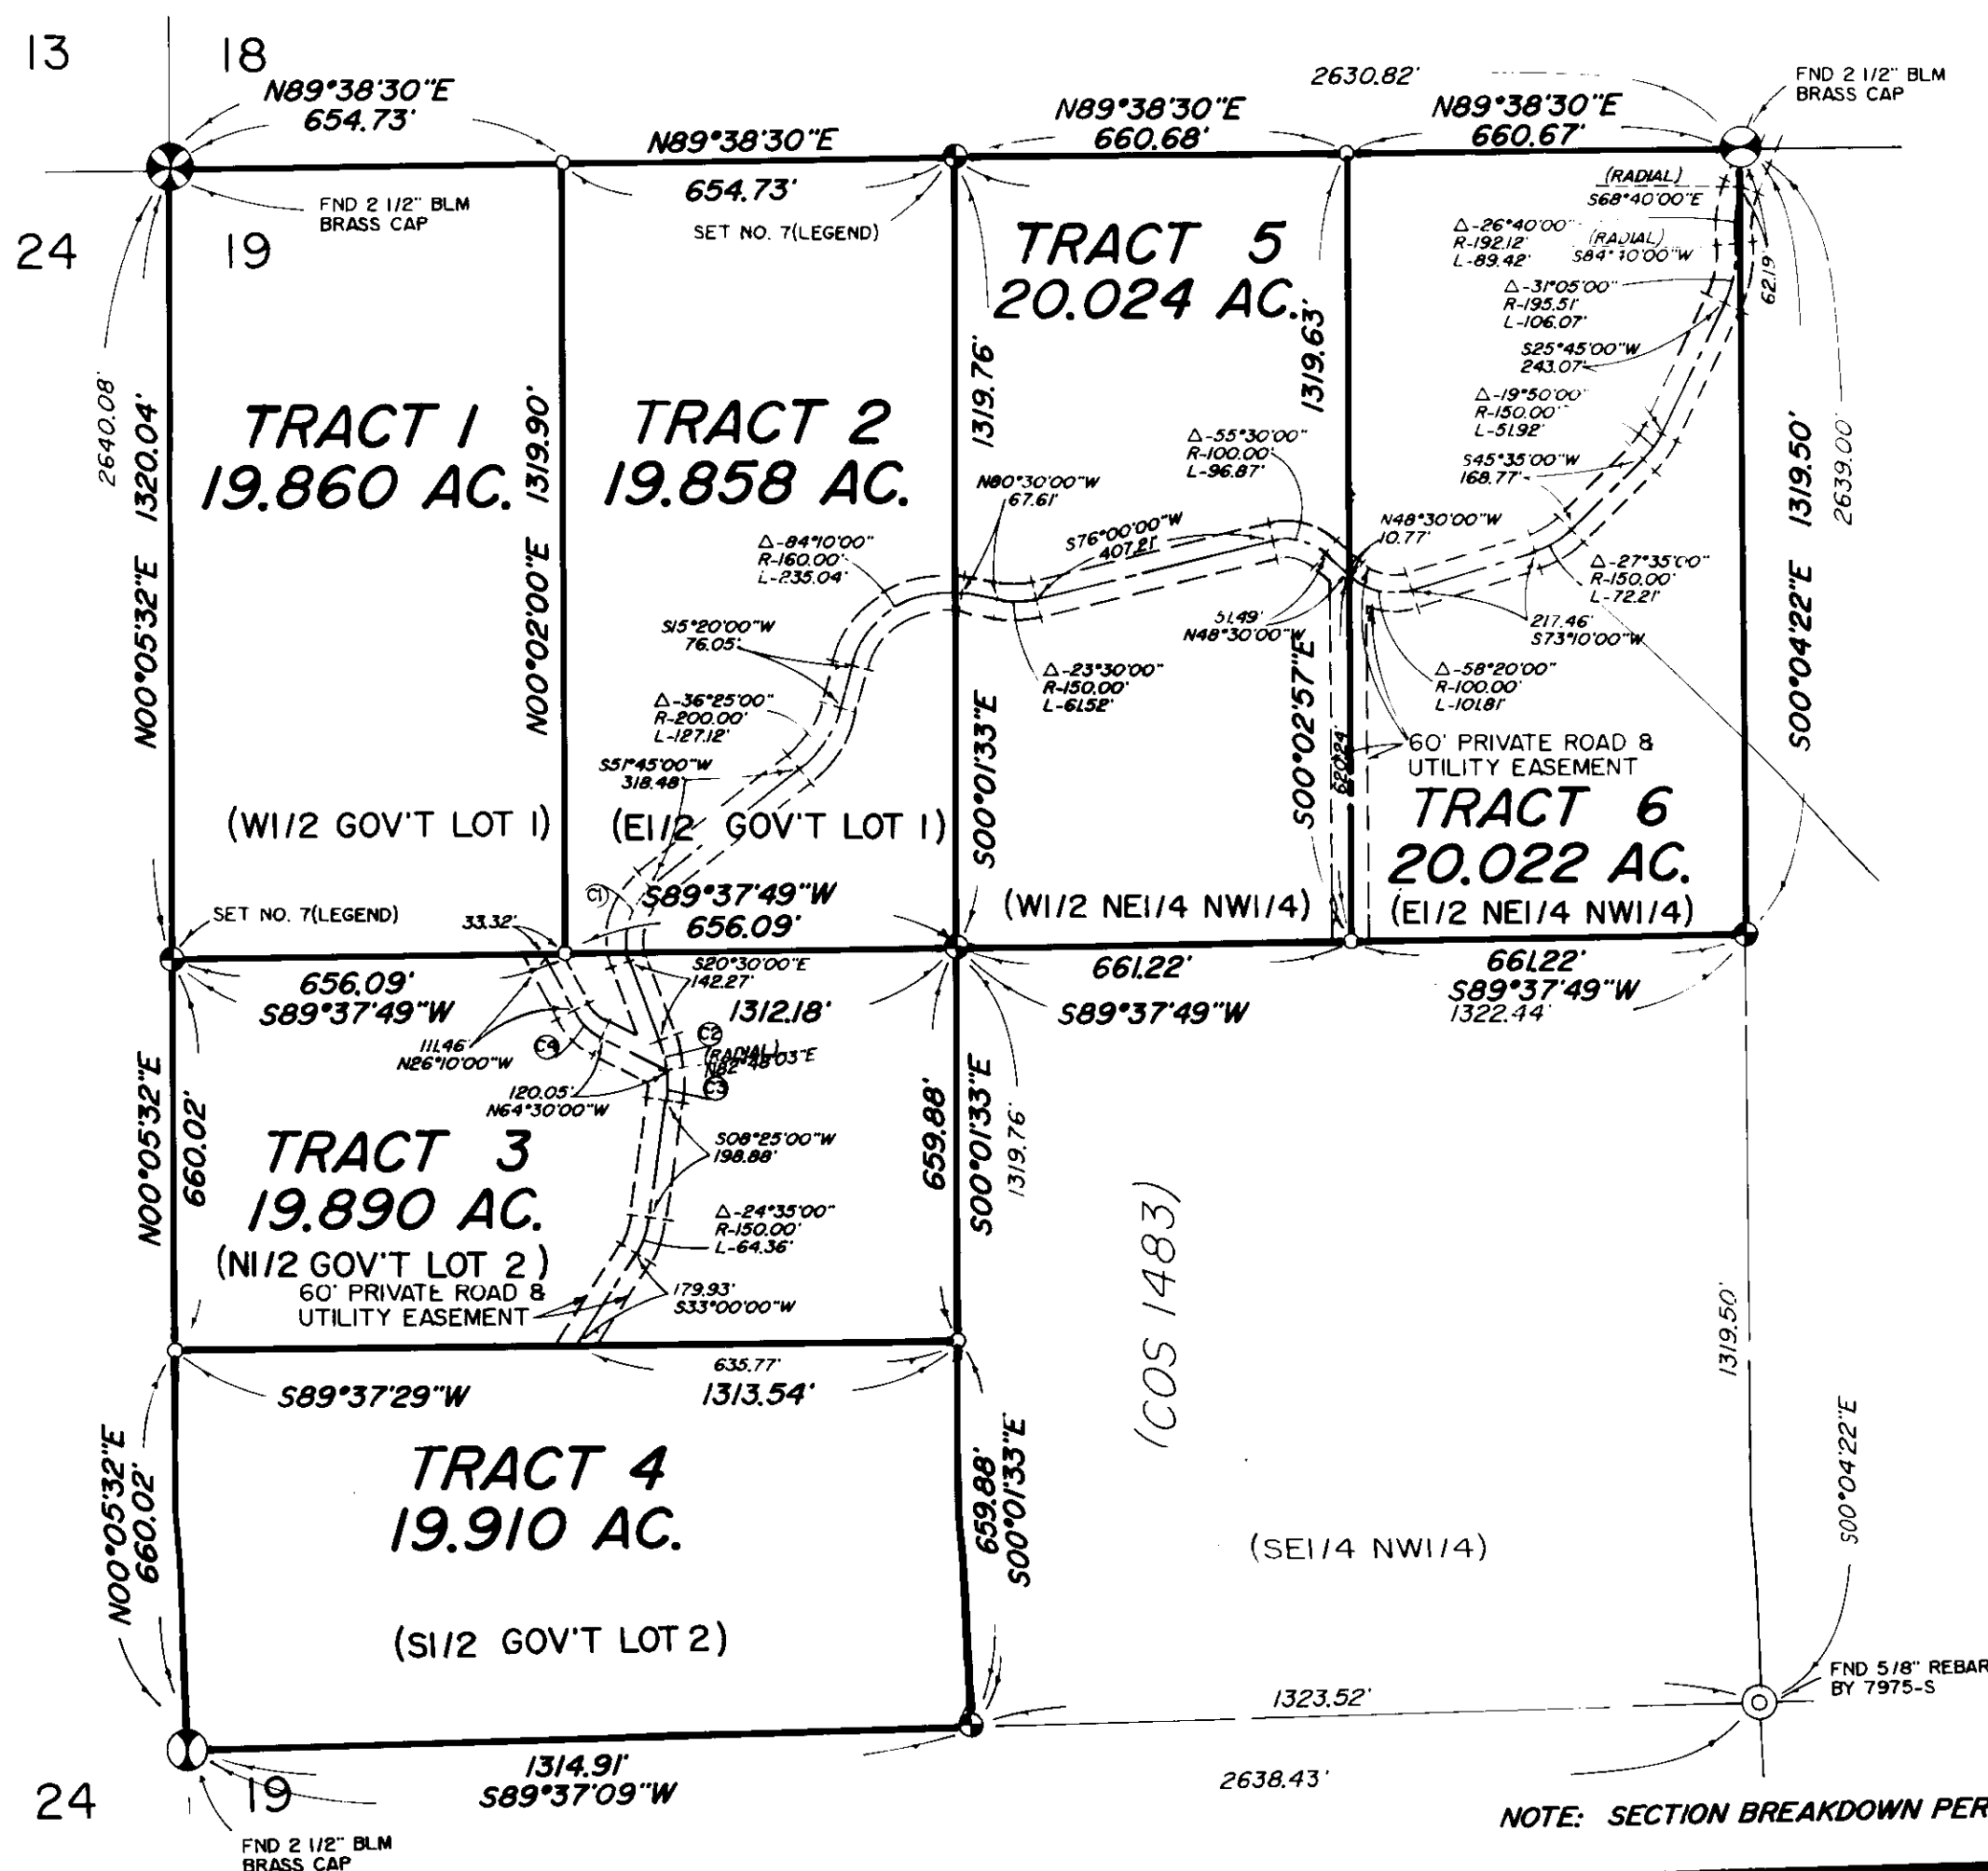 13
18
N89°38'30"E
654.73'
N89°38'30"E
654.73'
N89°38'30"E
660.68'
2630.82'
N89°38'30"E
660.67'
FND 2 1/2" BLM
BRASS CAP
FND 2 1/2" BLM
BRASS CAP
SET NO. 7(LEGEND)
24
19
2640.08'
N00°05'32"E 1320.04'
TRACT 1
19.860 AC.
(W1/2 GOV'T LOT 1)
N00°02'00"E 1319.90'
TRACT 2
19.858 AC.
(E1/2 GOV'T LOT 1)
Δ-84°10'00"
R-160.00'
L-235.04'
S15°20'00"W
76.05'
Δ-36°25'00"
R-200.00'
L-127.12'
S51°45'00"W
318.48'
C1
TRACT 5
20.024 AC.
1319.76'
S00°01'33"E
N80°30'00"W
67.61'
S76°00'00"W
407.21'
Δ-55°30'00"
R-100.00'
L-96.87'
Δ-23°30'00"
R-150.00'
L-61.52'
51.49'
N48°30'00"W
(W1/2 NE1/4 NW1/4)
1319.63'
S00°02'57"E
620.24'
(RADIAL)
S68°40'00"E
Δ-26°40'00"
R-192.12'
L-89.42'
(RADIAL)
Δ-31°05'00"
R-195.51'
L-106.07'
62.19'
S25°45'00"W
243.07'
Δ-19°50'00"
R-150.00'
L-51.92'
S45°35'00"W
168.77'
N48°30'00"W
10.77'
Δ-27°35'00"
R-150.00'
L-72.21'
217.46'
S73°10'00"W
Δ-58°20'00"
R-100.00'
L-101.81'
60' PRIVATE ROAD &
UTILITY EASEMENT
TRACT 6
20.022 AC.
(E1/2 NE1/4 NW1/4)
S00°04'22"E 1319.50'
2639.00'
SET NO. 7(LEGEND)
33.32'
S89°37'49"W
656.09'
656.09'
S89°37'49"W
1312.18'
661.22'
S89°37'49"W
661.22'
S89°37'49"W
1322.44'
S20°30'00"E
142.27'
C2
(RADIAL)
N82°48'03"E
C3
C4
111.46'
N26°10'00"W
120.05'
N64°30'00"W
S08°25'00"W
198.88'
N00°05'32"E
660.02'
TRACT 3
19.890 AC.
(N1/2 GOV'T LOT 2)
60' PRIVATE ROAD &
UTILITY EASEMENT
Δ-24°35'00"
R-150.00'
L-64.36'
179.93'
S33°00'00"W
659.88'
S00°01'33"E
1319.76'
(COS 1483)
1319.50'
S00°04'22"E
S89°37'29"W
635.77'
1313.54'
N00°05'32"E
660.02'
TRACT 4
19.910 AC.
(S1/2 GOV'T LOT 2)
659.88'
S00°01'33"E
(SE1/4 NW1/4)
FND 5/8" REBAR
BY 7975-S
1323.52'
1314.91'
S89°37'09"W
2638.43'
24
19
FND 2 1/2" BLM
BRASS CAP
NOTE: SECTION BREAKDOWN PER